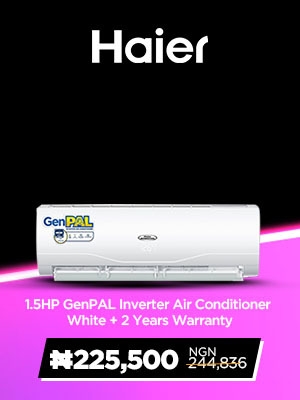 Haier
GenPAL
1.5HP GenPAL Inverter Air Conditioner
White + 2 Years Warranty
₦225,500 NGN
244,836